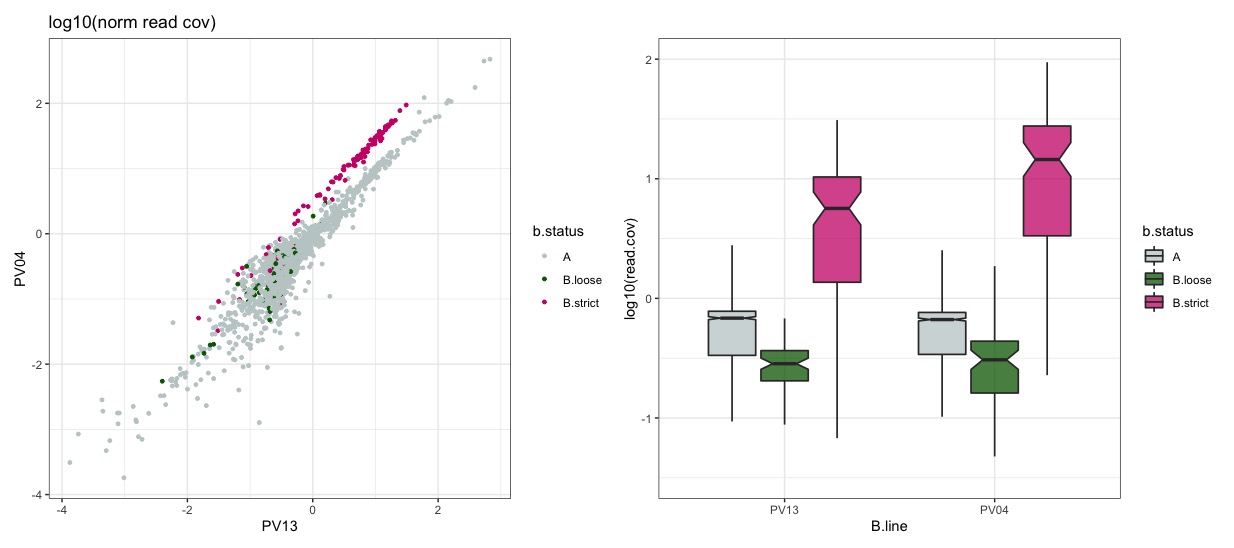 log10(norm read cov)
PV04
2
0
-2
-4
-4
-2
0
2
PV13
b.status
A
B.loose
B.strict
log10(read.cov)
2
1
0
-1
PV13
PV04
B.line
b.status
A
B.loose
B.strict